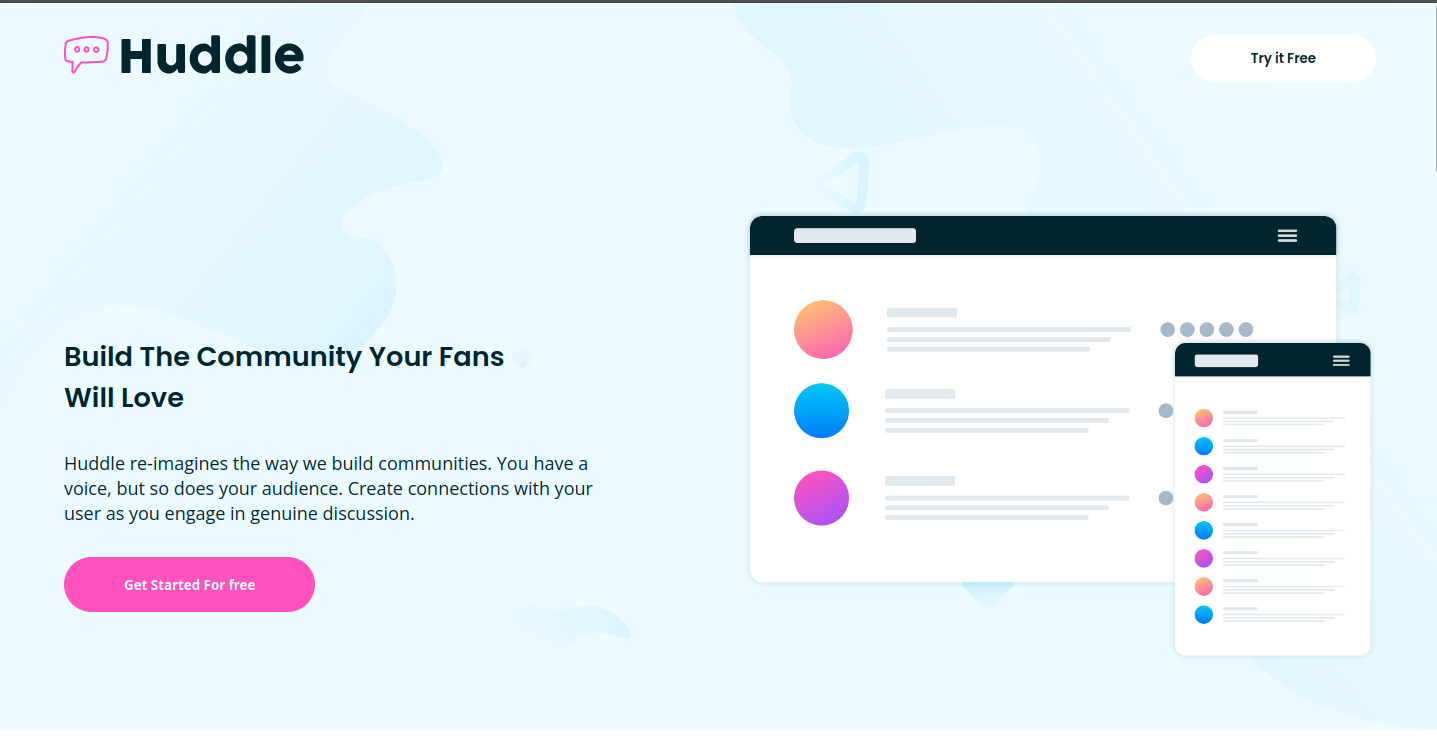 Huddle
Try it Free
Build The Community Your Fans
Will Love
Huddle re-imagines the way we build communities. You have a
voice, but so does your audience. Create connections with your
user as you engage in genuine discussion.
Get Started For free